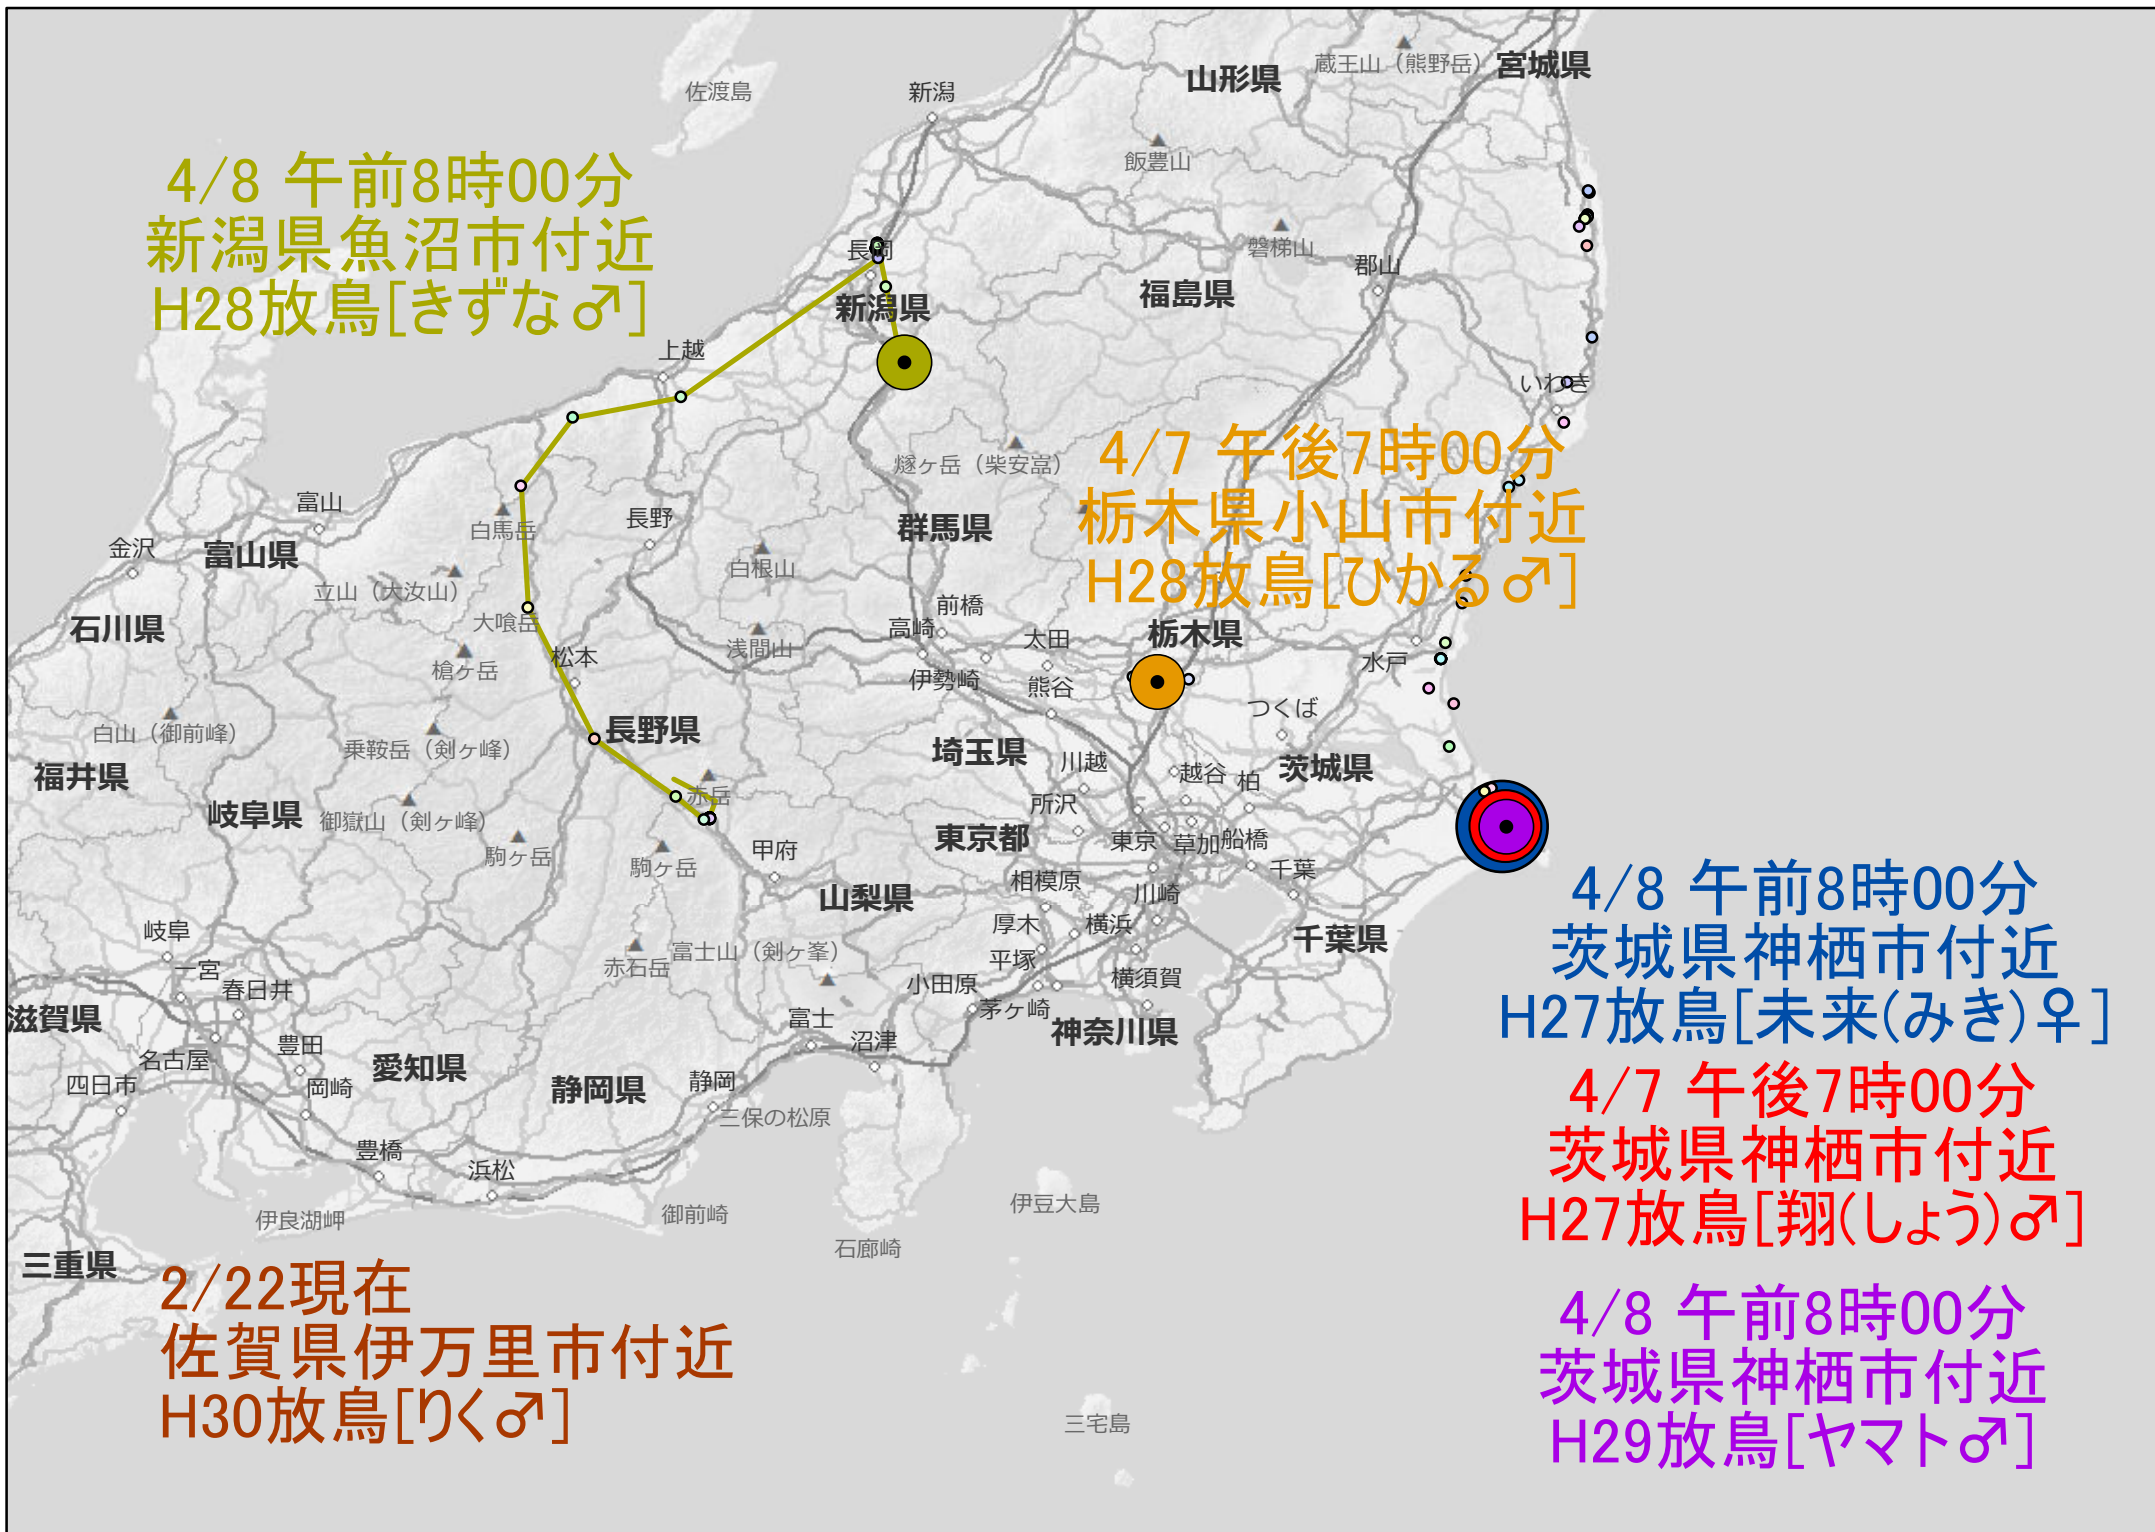 佐渡島
新潟
山形県
蔵王山（熊野岳）
宮城県
飯豊山
4/8 午前8時00分
新潟県魚沼市付近
H28放鳥[きずな♂]
磐梯山
郡山
新潟県
福島県
上越
いわき
4/7 午後7時00分
栃木県小山市付近
H28放鳥[ひかる♂]
富山
白馬岳
長野
群馬県
金沢
富山県
白根山
立山（大汝山）
大喰岳
石川県
前橋
高崎
太田
栃木県
浅間山
松本
槍ヶ岳
水戸
伊勢崎
熊谷
つくば
白山（御前峰）
長野県
乗鞍岳（剣ヶ峰）
埼玉県
川越
越谷
柏
茨城県
福井県
岐阜県
赤岳
御嶽山（剣ヶ峰）
所沢
駒ヶ岳
駒ヶ岳
甲府
東京都
東京
草加
船橋
相模原
川崎
千葉
山梨県
厚木
横浜
千葉県
4/8 午前8時00分
茨城県神栖市付近
H27放鳥[未来(みき)♀]
岐阜
一宮
春日井
赤石岳
富士山（剣ヶ峯）
平塚
小田原
茅ヶ崎
横須賀
神奈川県
滋賀県
名古屋
豊田
富士
沼津
四日市
岡崎
愛知県
静岡県
静岡
三保の松原
4/7 午後7時00分
茨城県神栖市付近
H27放鳥[翔(しょう)♂]
豊橋
浜松
伊良湖岬
御前崎
伊豆大島
石廊崎
三重県
2/22現在
佐賀県伊万里市付近
H30放鳥[りく♂]
4/8 午前8時00分
茨城県神栖市付近
H29放鳥[ヤマト♂]
三宅島